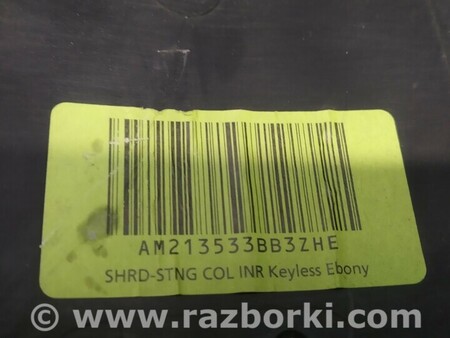 AM213533BB3ZHE
SHRD-STNG COL INR Keyless Ebony
© www.razborki.com